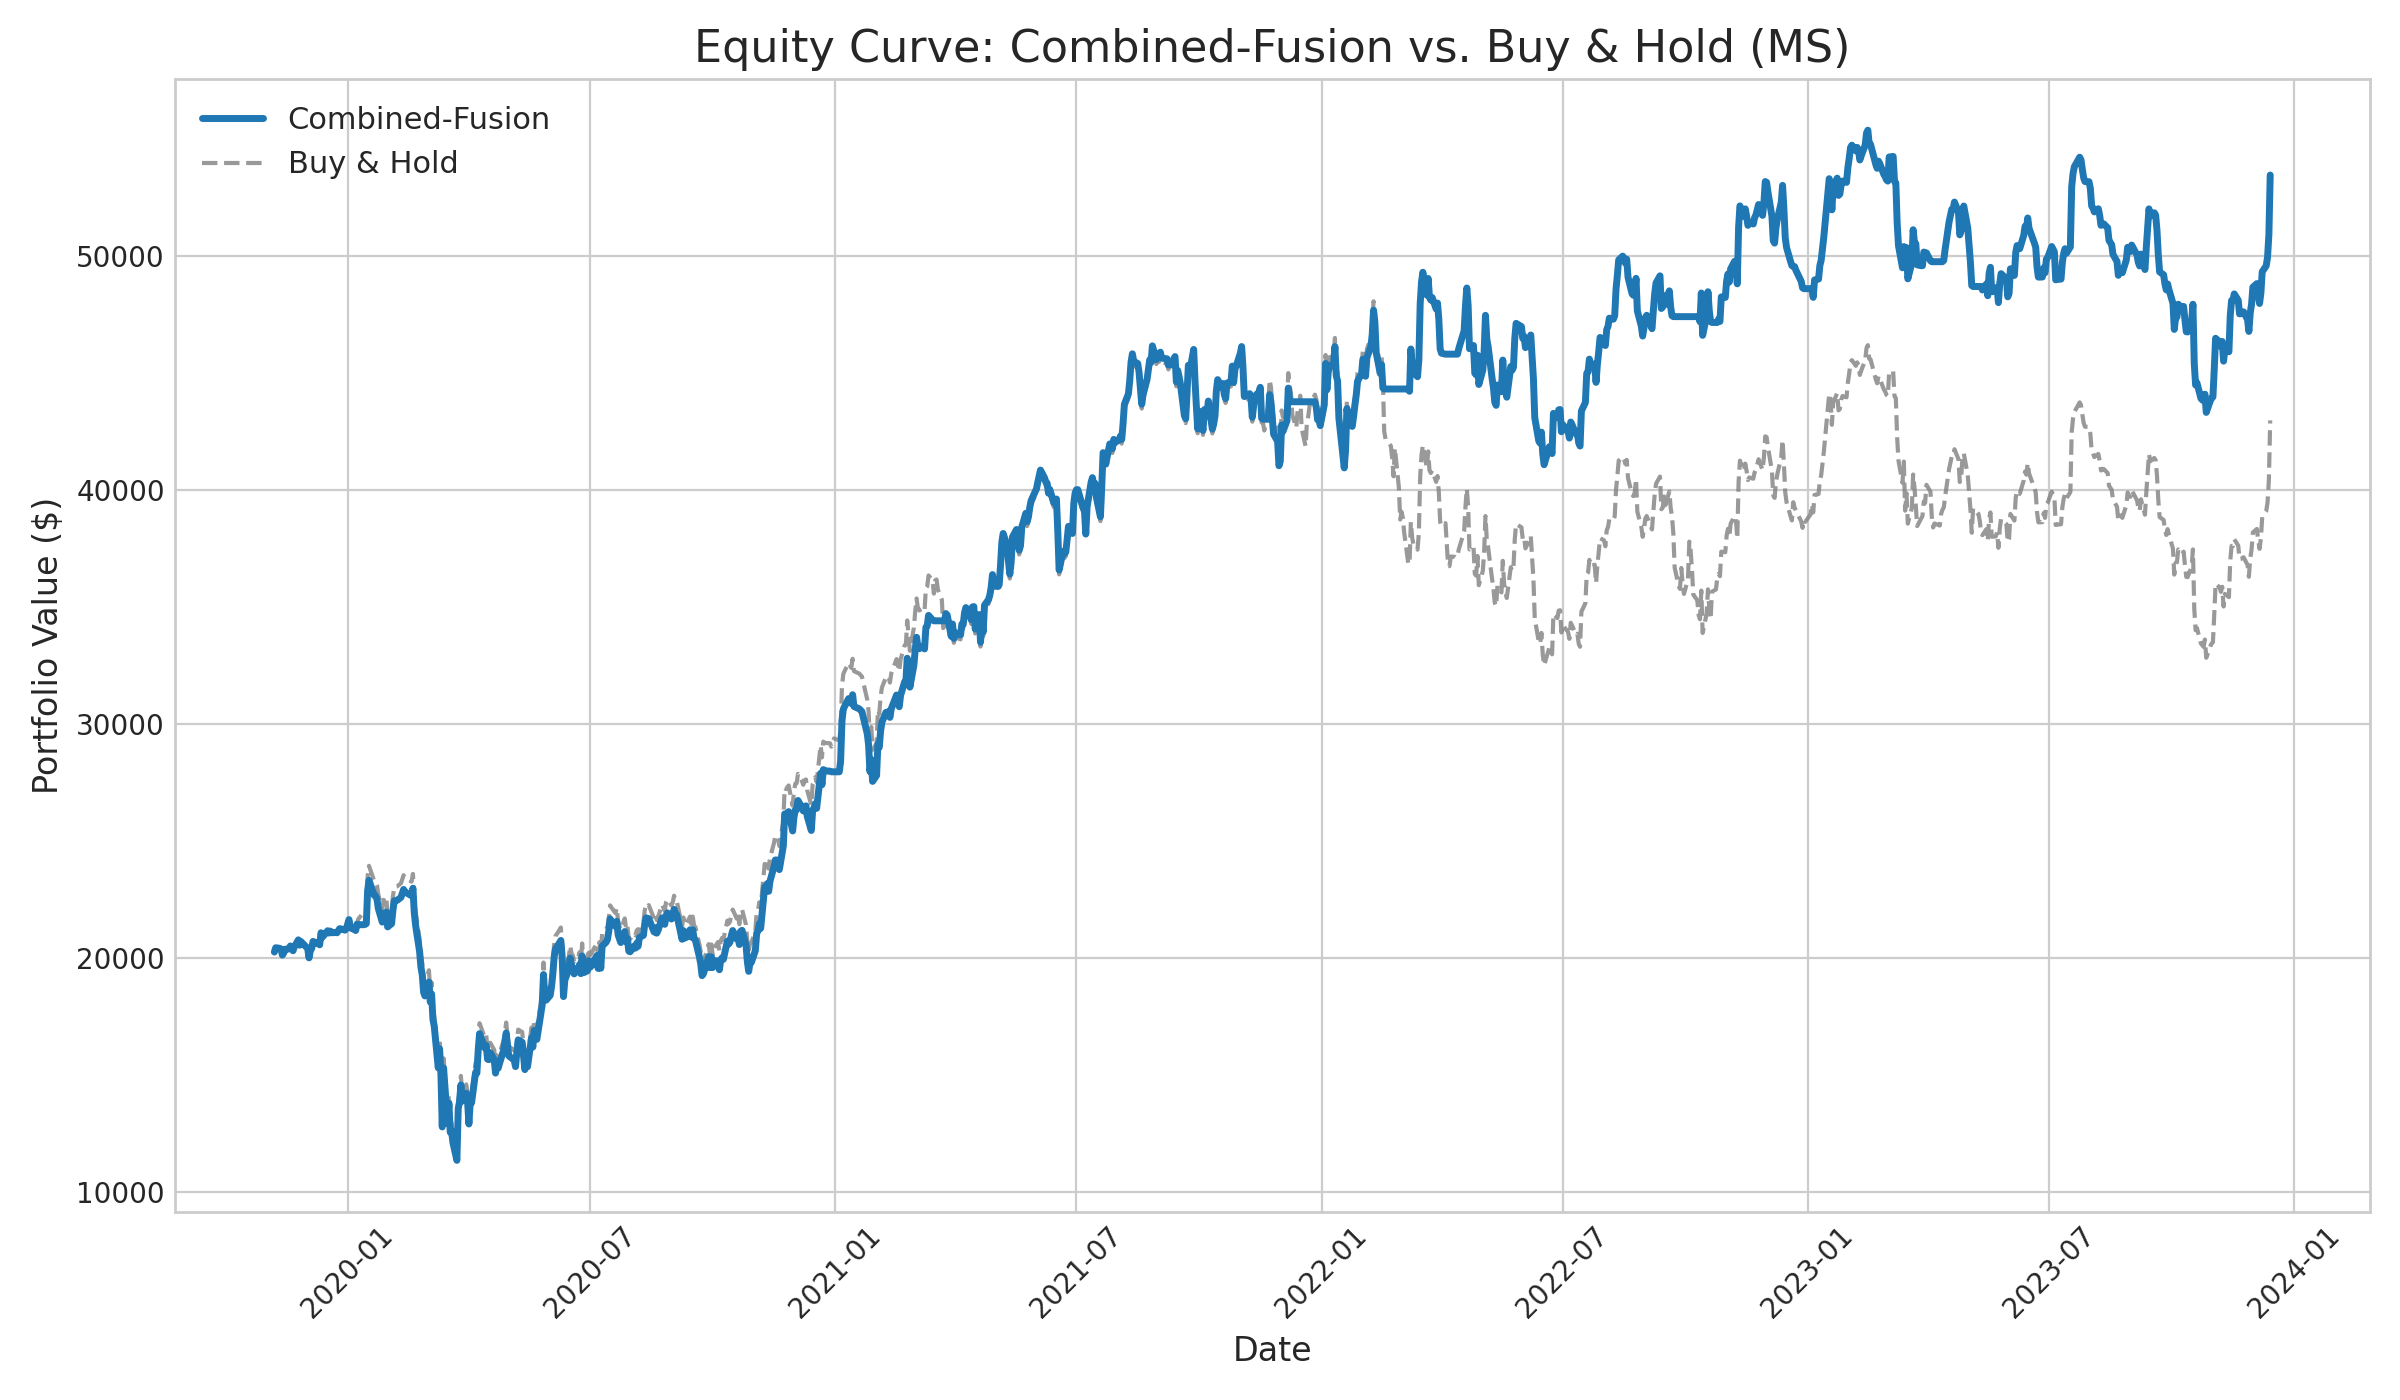 Equity Curve: Combined-Fusion vs. Buy & Hold (MS)
Combined-Fusion
Buy & Hold
Portfolio Value ($)
50000
40000
30000
20000
10000
2020-01
2020-07
2021-01
2021-07
2022-01
2022-07
2023-01
2023-07
2024-01
Date